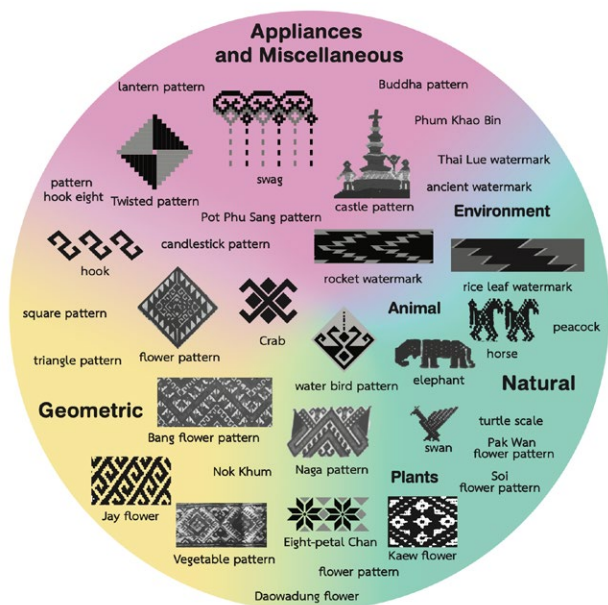 Appliances
and Miscellaneous
lantern pattern
Buddha pattern
Phum Khao Bin
Thai Lue watermark
pattern
hook eight
Twisted pattern
swag
castle pattern
ancient watermark
Pot Phu Sang pattern
Environment
candlestick pattern
hook
rocket watermark
rice leaf watermark
square pattern
Animal
peacock
triangle pattern
flower pattern
Crab
horse
water bird pattern
elephant
Natural
Geometric
Bang flower pattern
swan
turtle scale
Pak Wan
flower pattern
Nok Khum
Naga pattern
Plants
Soi
flower pattern
Jay flower
Vegetable pattern
Eight-petal Chan
Kaew flower
flower pattern
Daowadung flower